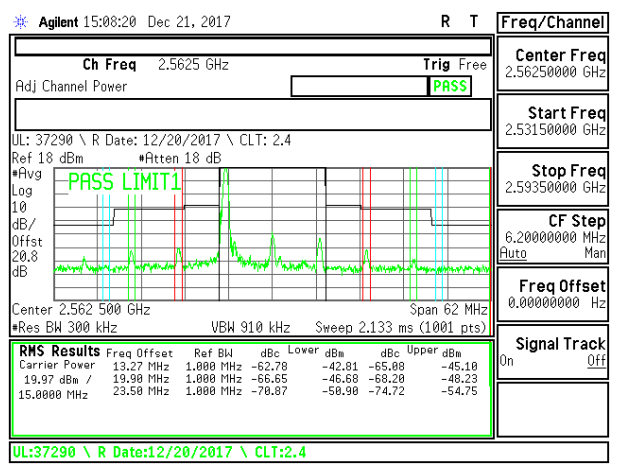 Agilent 15:08:20 Dec 21, 2017 R T
Ch Freq 2.5625 GHz Trig Free
Adj Channel Power PASS
UL: 37290 \ R Date: 12/20/2017 \ CLT: 2.4
Ref 18 dBm #Atten 18 dB
#Avg
Log
10
dB/
Offst
20.8
dB
PASS LIMIT1
Center 2.562 500 GHz Span 62 MHz
#Res BW 300 kHz VBW 910 kHz Sweep 2.133 ms (1001 pts)
RMS Results Freq Offset Ref BW dBc Lower dBm dBc Upper dBm
Carrier Power 13.27 MHz 1.000 MHz -62.78 -42.81 -65.08 -45.10
19.97 dBm / 19.90 MHz 1.000 MHz -66.65 -46.68 -68.20 -48.23
15.0000 MHz 23.50 MHz 1.000 MHz -70.87 -50.90 -74.72 -54.75
UL:37290 \ R Date:12/20/2017 \ CLT:2.4
Freq/Channel
Center Freq
2.56250000 GHz
Start Freq
2.53150000 GHz
Stop Freq
2.59350000 GHz
CF Step
6.20000000 MHz
Auto Man
Freq Offset
0.00000000 Hz
Signal Track
On Off